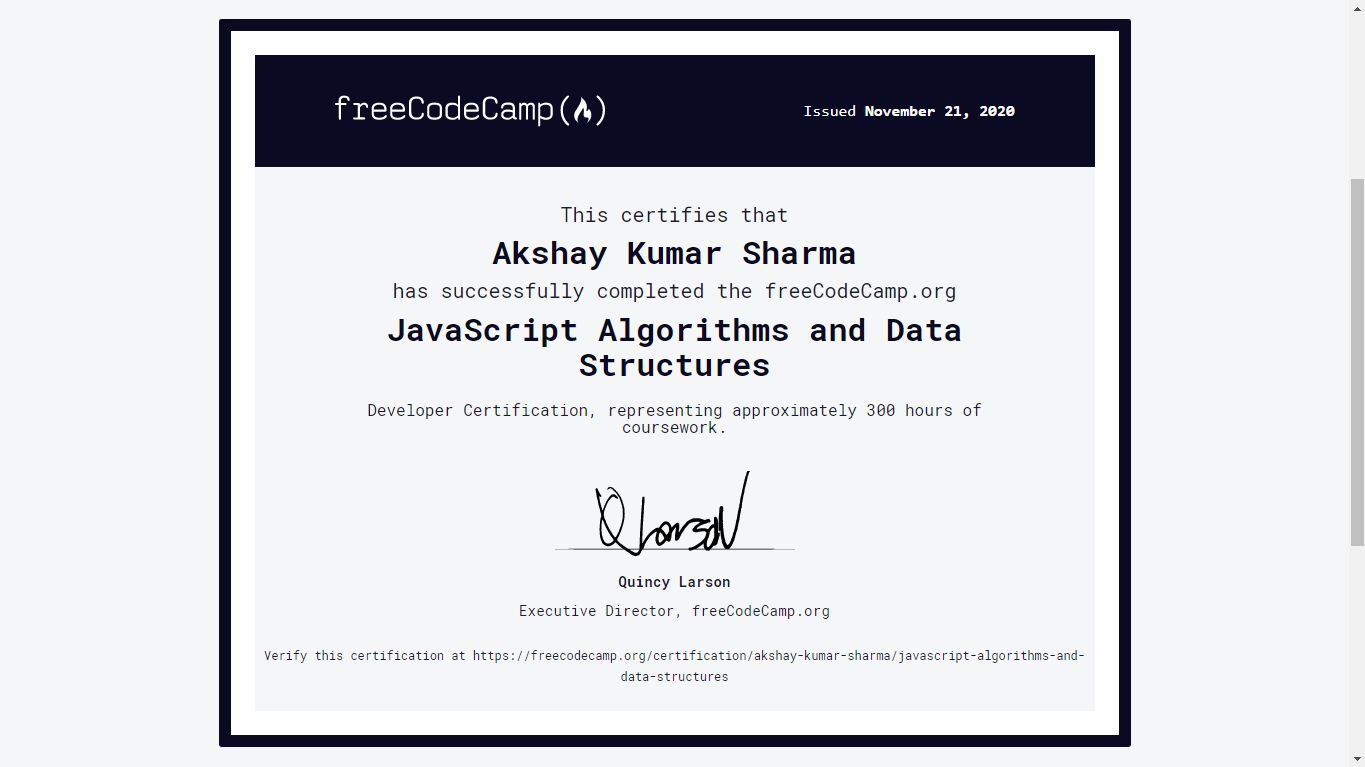 freeCodeCamp
Issued November 21, 2020
This certifies that
Akshay Kumar Sharma
has successfully completed the freeCodeCamp.org
JavaScript Algorithms and Data
Structures
Developer Certification, representing approximately 300 hours of
coursework.
Q Larson
Quincy Larson
Executive Director, freeCodeCamp.org
Verify this certification at https://freecodecamp.org/certification/akshay-kumar-sharma/javascript-algorithms-and-
data-structures